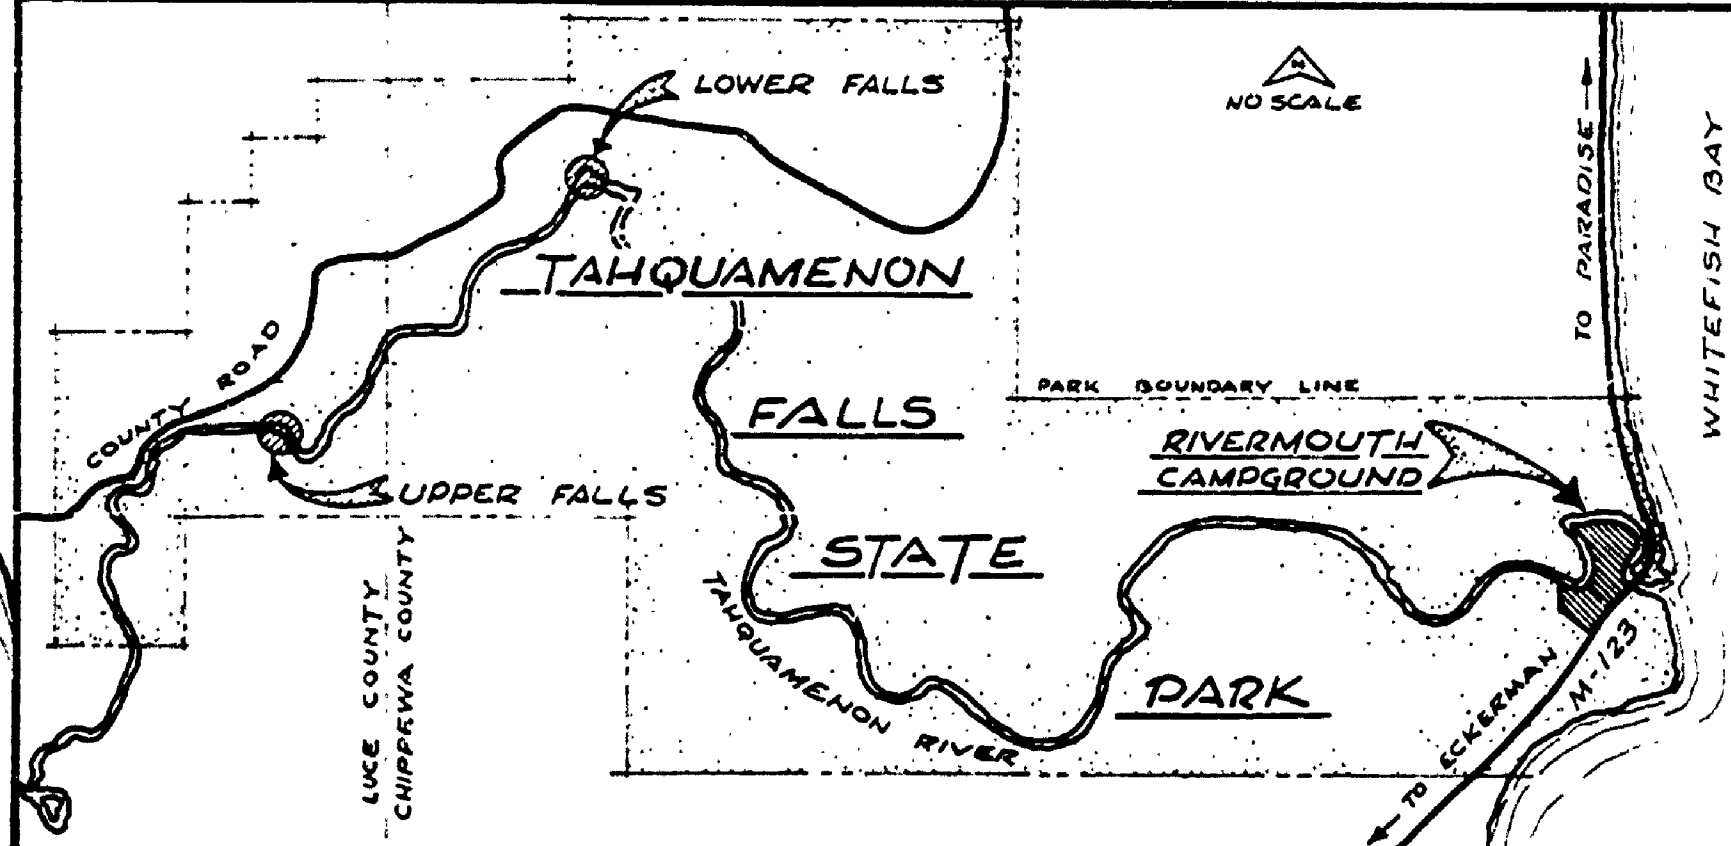 LOWER FALLS
N
NO SCALE
TO PARADISE
WHITEFISH BAY
TAHQUAMENON
COUNTY ROAD
PARK BOUNDARY LINE
FALLS
RIVERMOUTH
CAMPGROUND
UPPER FALLS
STATE
TAHQUAMENON RIVER
LUCE COUNTY
CHIPPEWA COUNTY
PARK
M-123
TO ECKERMAN